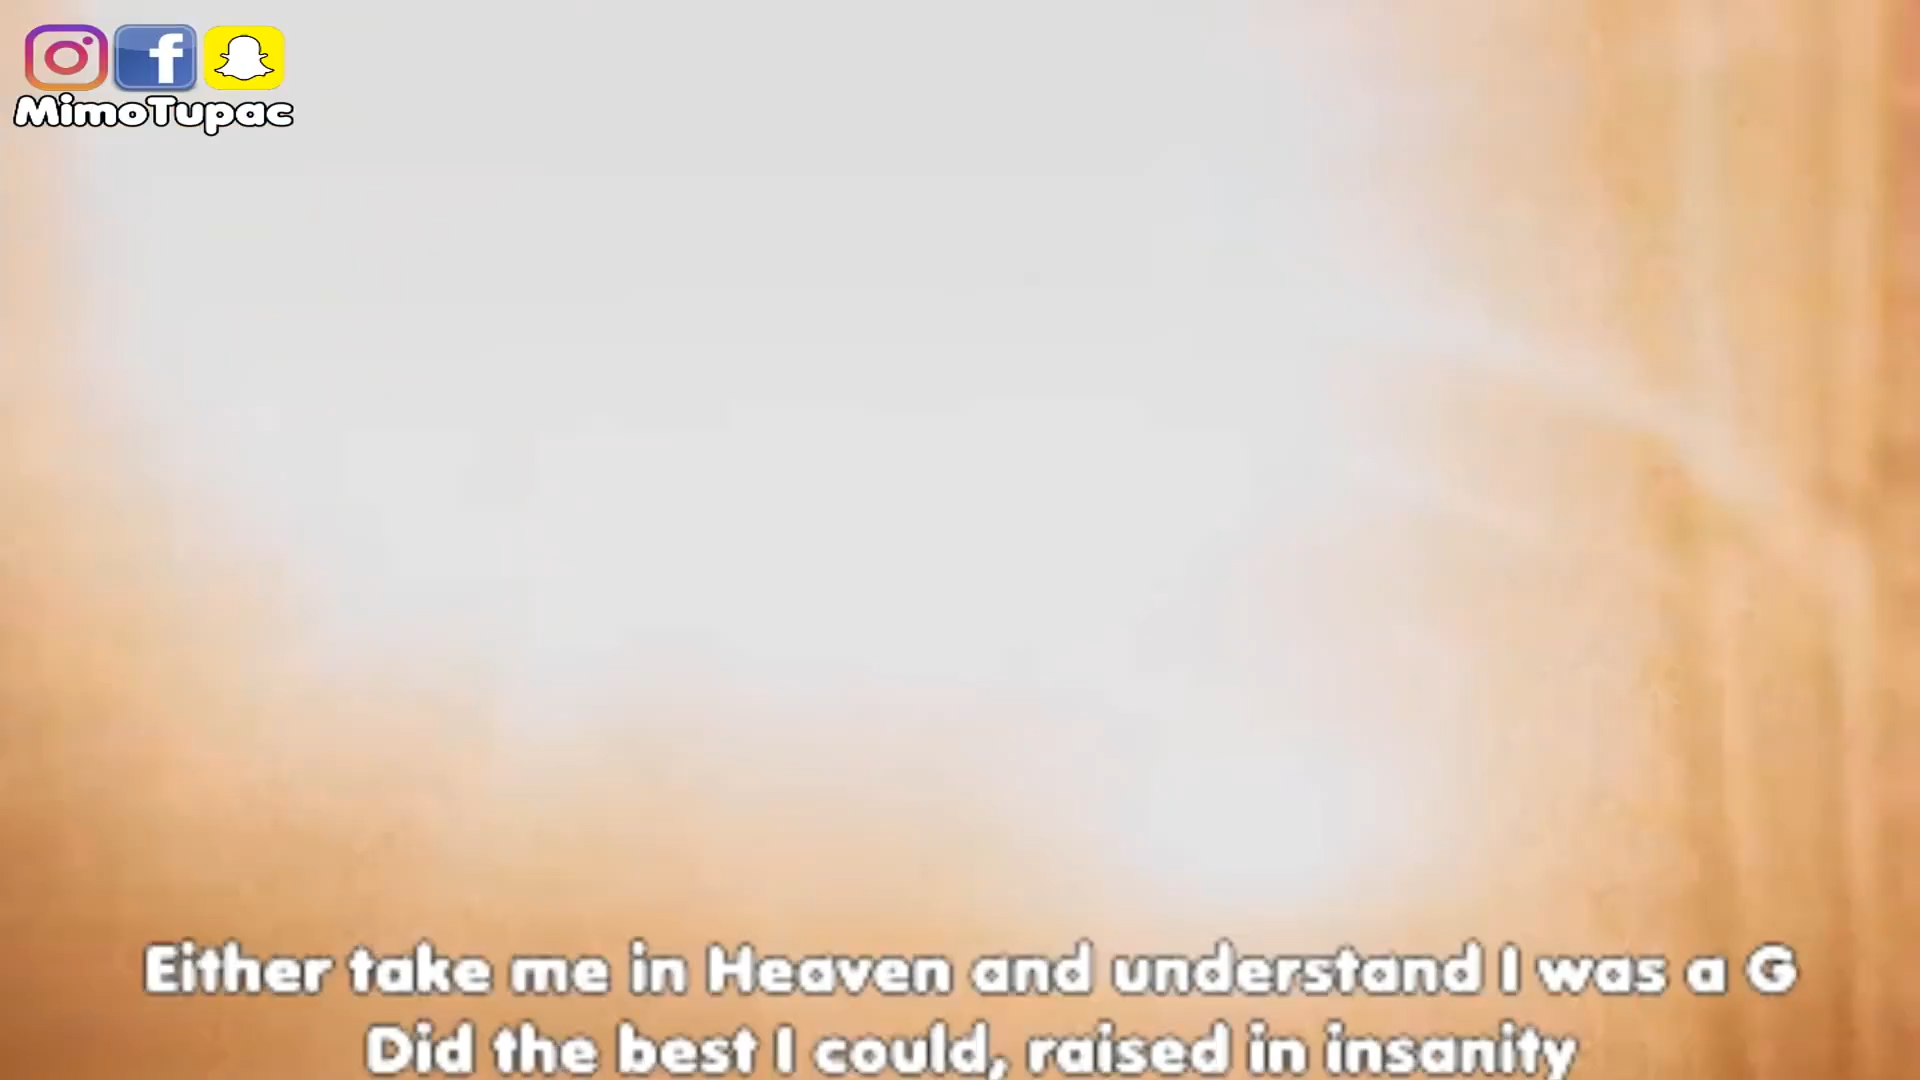 MimoTupac
Either take me in Heaven and understand I was a G
Did the best I could, raised in insanity